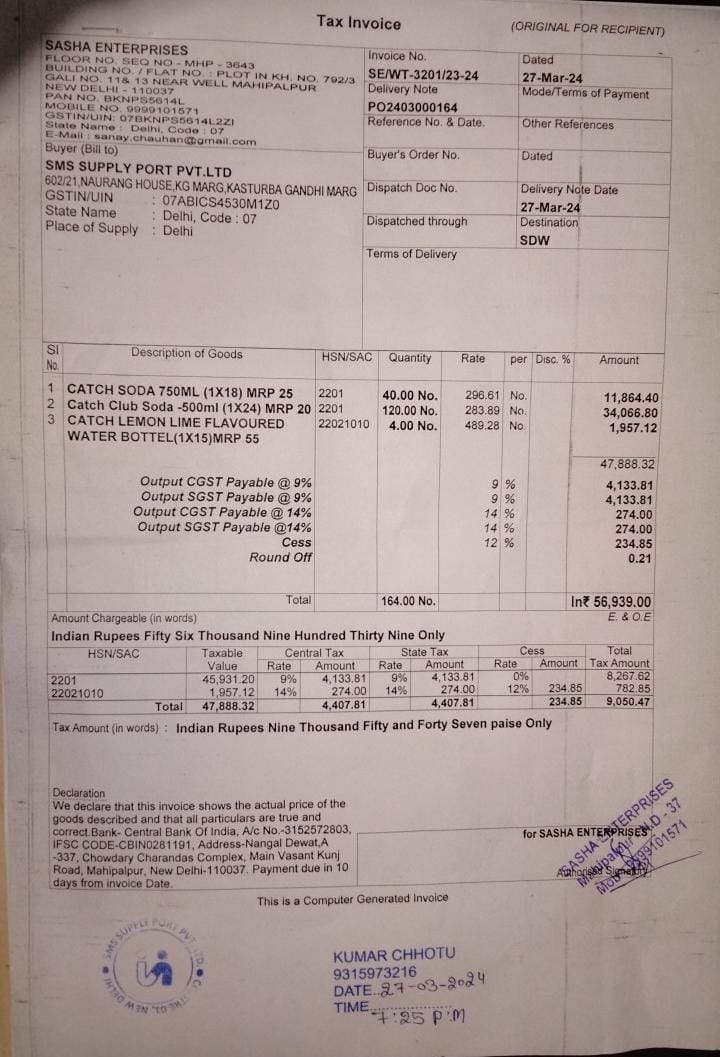 Tax Invoice
(ORIGINAL FOR RECIPIENT)
SASHA ENTERPRISES
FLOOR NO. SEQ NO - MHP - 3643
BUILDING NO. / FLAT NO. : PLOT IN KH. NO. 792/3
GALI NO. 11& 13 NEAR WELL MAHIPALPUR
NEW DELHI - 110037
PAN NO. BKNPS5614L
MOBILE NO. 9999101571
GSTIN/UIN: 07BKNPS5614L2ZI
State Name : Delhi, Code : 07
E-Mail : sanay.chauhan@gmail.com
Buyer (Bill to)
SMS SUPPLY PORT PVT.LTD
602/21,NAURANG HOUSE,KG MARG,KASTURBA GANDHI MARG
GSTIN/UIN : 07ABICS4530M1Z0
State Name : Delhi, Code : 07
Place of Supply : Delhi
Invoice No.
SE/WT-3201/23-24
Dated
27-Mar-24
Delivery Note
PO2403000164
Mode/Terms of Payment
Reference No. & Date.
Other References
Buyer's Order No.
Dated
Dispatch Doc No.
Delivery Note Date
27-Mar-24
Dispatched through
Destination
SDW
Terms of Delivery
Sl No. Description of Goods HSN/SAC Quantity Rate per Disc. % Amount
1 CATCH SODA 750ML (1X18) MRP 25 2201 40.00 No. 296.61 No. 11,864.40
2 Catch Club Soda -500ml (1X24) MRP 20 2201 120.00 No. 283.89 No. 34,066.80
3 CATCH LEMON LIME FLAVOURED 22021010 4.00 No. 489.28 No 1,957.12
WATER BOTTEL(1X15)MRP 55
47,888.32
Output CGST Payable @ 9% 9 % 4,133.81
Output SGST Payable @ 9% 9 % 4,133.81
Output CGST Payable @ 14% 14 % 274.00
Output SGST Payable @14% 14 % 274.00
Cess 12 % 234.85
Round Off 0.21
Total 164.00 No. In₹ 56,939.00
Amount Chargeable (in words) E. & O.E
Indian Rupees Fifty Six Thousand Nine Hundred Thirty Nine Only
HSN/SAC Taxable Central Tax State Tax Cess Total
Value Rate Amount Rate Amount Rate Amount Tax Amount
2201 45,931.20 9% 4,133.81 9% 4,133.81 0% 8,267.62
22021010 1,957.12 14% 274.00 14% 274.00 12% 234.85 782.85
Total 47,888.32 4,407.81 4,407.81 234.85 9,050.47
Tax Amount (in words) : Indian Rupees Nine Thousand Fifty and Forty Seven paise Only
Declaration
We declare that this invoice shows the actual price of the
goods described and that all particulars are true and
correct.Bank- Central Bank Of India, A/c No.-3152572803,
IFSC CODE-CBIN0281191, Address-Nangal Dewat,A
-337, Chowdary Charandas Complex, Main Vasant Kunj
Road, Mahipalpur, New Delhi-110037. Payment due in 10
days from invoice Date.
for SASHA ENTERPRISES
Authorised Signatory
SASHA ENTERPRISES
Mahipalpur N.D - 37
Mob. 9999101571
This is a Computer Generated Invoice
SMS SUPPLY PORT PVT. LTD.
NEW DELHI
KUMAR CHHOTU
9315973216
DATE..27-03-2024
TIME..............
7:25 P.M